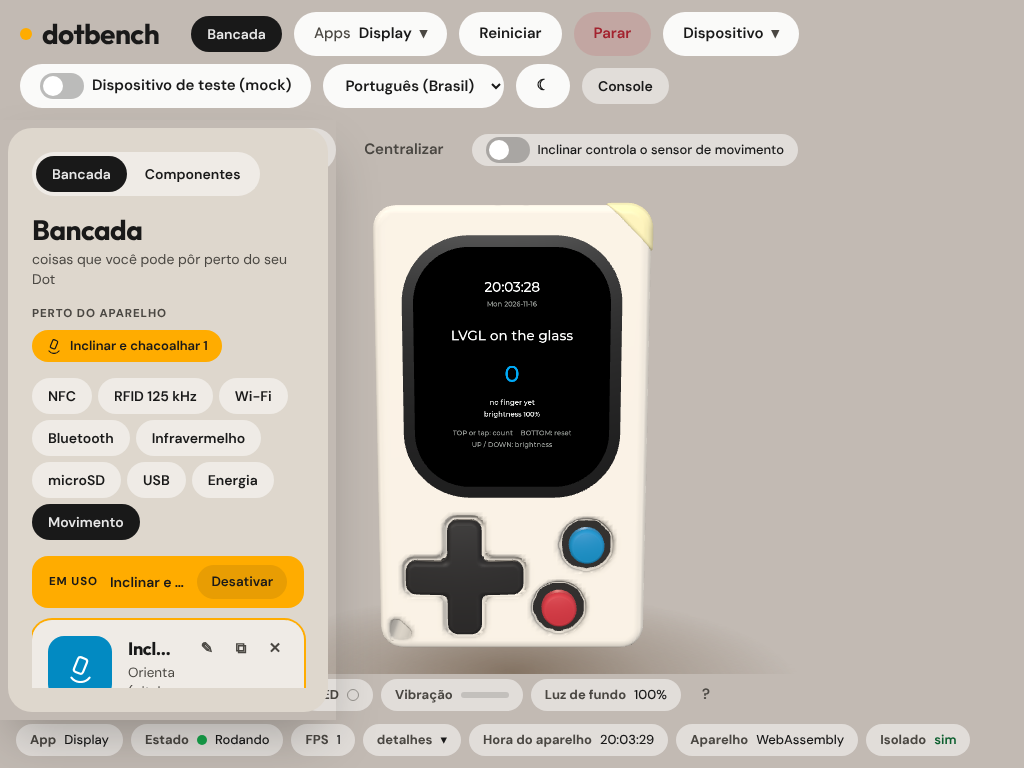 dotbench
Bancada
Apps Display ▾
Reiniciar
Parar
Dispositivo ▾
Dispositivo de teste (mock)
Português (Brasil)
Console
Centralizar
Inclinar controla o sensor de movimento
Bancada
Componentes
Bancada
coisas que você pode pôr perto do seu
Dot
PERTO DO APARELHO
Inclinar e chacoalhar 1
NFC
RFID 125 kHz
Wi-Fi
Bluetooth
Infravermelho
microSD
USB
Energia
Movimento
EM USO Inclinar e ... Desativar
Incl...
Orienta
20:03:28
Mon 2026-11-16
LVGL on the glass
0
no finger yet
brightness 100%
TOP or tap: count BOTTOM: reset
UP / DOWN: brightness
ED
Vibração
Luz de fundo 100%
?
App Display
Estado Rodando
FPS 1
detalhes ▾
Hora do aparelho 20:03:29
Aparelho WebAssembly
Isolado sim